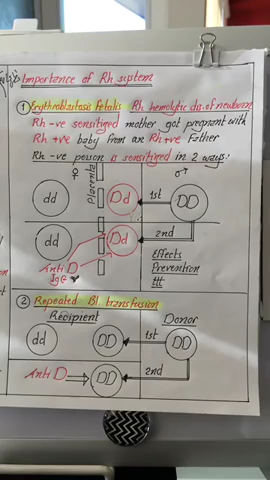 Importance of Rh system
① Erythroblastosis fetalis Rh hemolytic ds. of newborn
Rh -ve sensitized mother got pregnant with
Rh +ve baby from an Rh+ve Father
Rh -ve person is sensitized in 2 ways:
♀ Placenta ♂
dd Dd 1st DD
dd Dd 2nd
Anti D
IgG
Effects
Prevention
ttt
② Repeated Bl. transfusion
Recipient Donor
dd DD 1st DD
Anti D DD 2nd